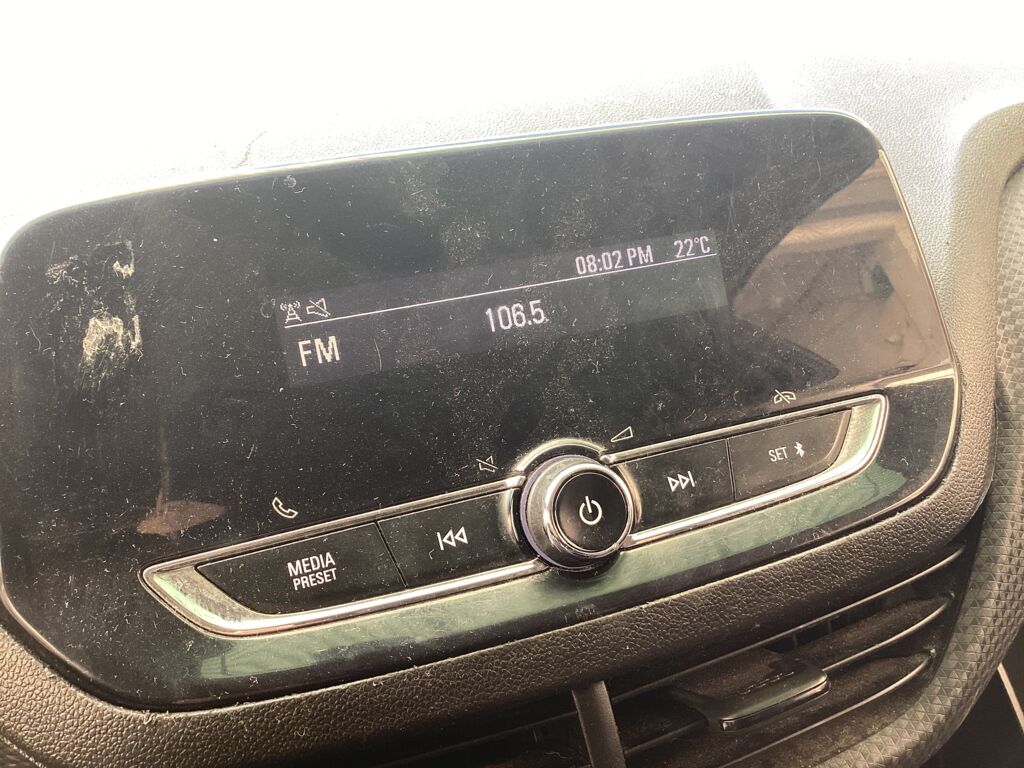 08:02 PM 22°C
FM 106.5
MEDIA
PRESET
SET